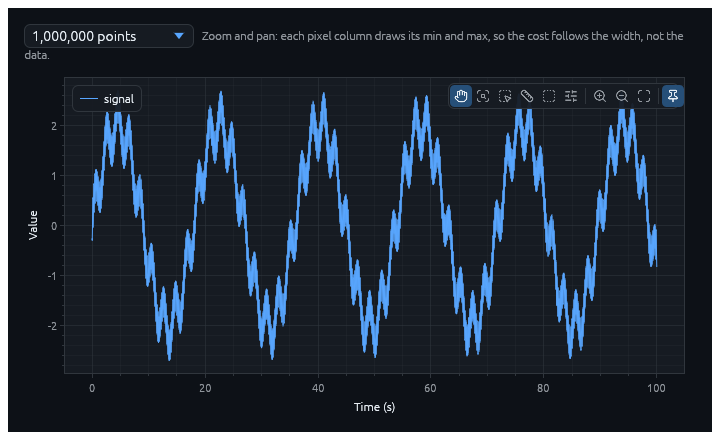 1,000,000 points
Zoom and pan: each pixel column draws its min and max, so the cost follows the width, not the
data.
signal
2
1
0
-1
-2
Value
0
20
40
60
80
100
Time (s)